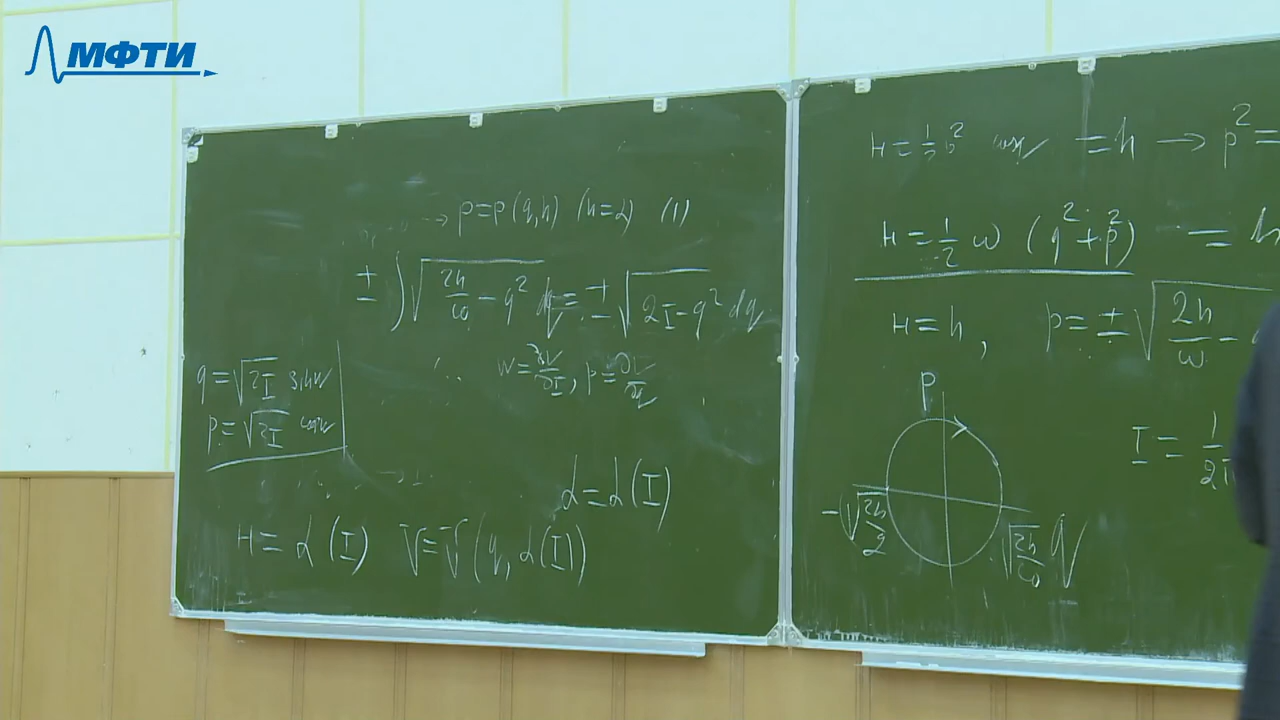 МФТИ
p=p(q,h) (h=α) (1)
± ∫√(2h/ω − q²) dq = ± √(2I − q²) dq
w=∂V/∂I, p=∂V/∂q
q=√2I sin w
p=√2I cos w
α=α(I)
H= α(I) V=V(q, α(I))
H=½p² = h → p² =
H=½ ω (q²+p²) = h
H=h, p=±√(2h/ω −
p
I = 1/2π
−√(2h/2) √(2h/ω) q